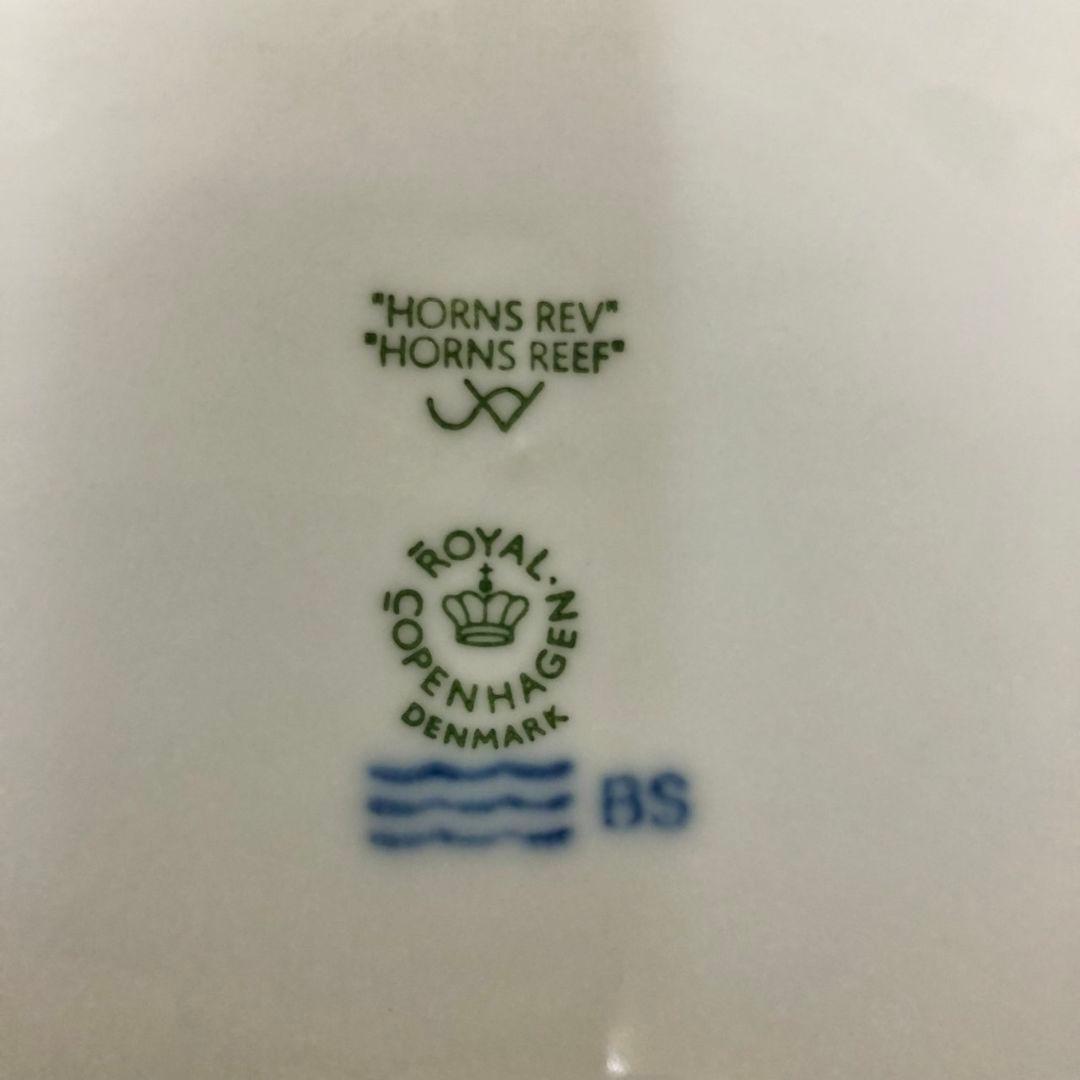 "HORNS REV"
"HORNS REEF"
ROYAL·
COPENHAGEN
DENMARK
BS